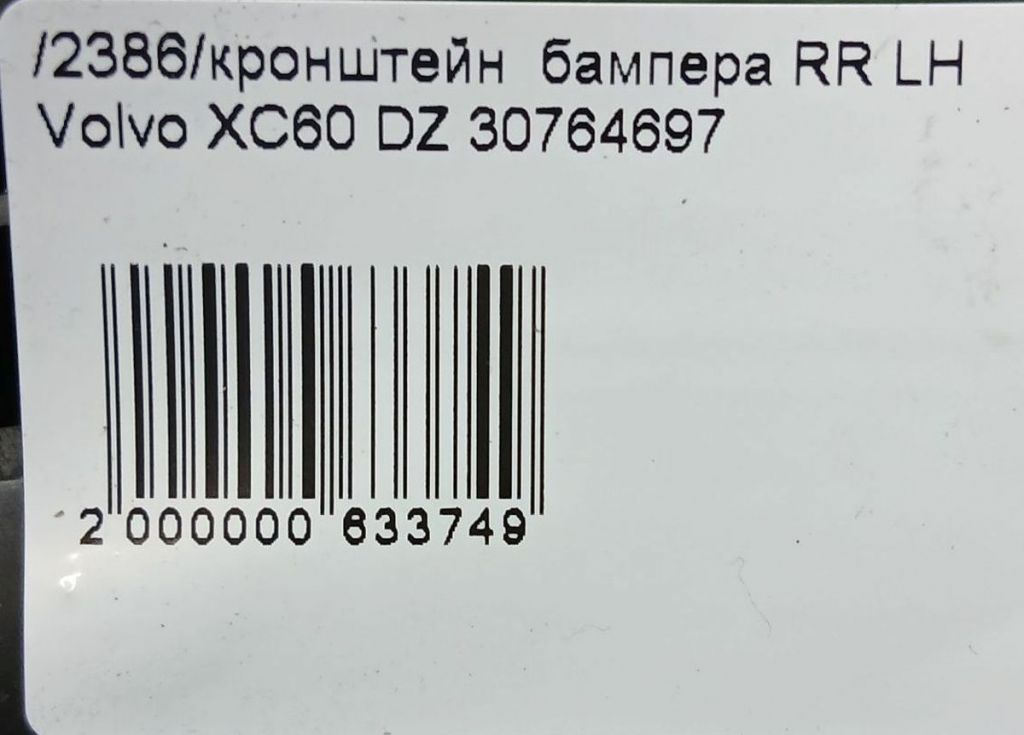 /2386/кронштейн бампера RR LH
Volvo XC60 DZ 30764697
2 000000 633749